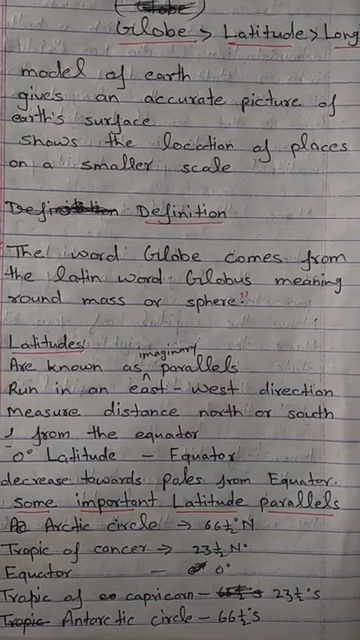 Globe > Latitude > Long
model of earth
gives an accurate picture of
earth's surface
shows the location of places
on a smaller scale
Definition
The word Globe comes from
the latin word Globus meaning
round mass or sphere."
Latitudes
imaginary
Are known as ^ parallels
Run in an east-west direction
Measure distance north or south
from the equator
0° Latitude - Equator
decrease towards poles from Equator.
some important Latitude parallels
Arctic circle → 66½°N
Tropic of cancer → 23½°N.
Equator - 0°
Tropic of capricorn - 23½°s
Antarctic circle - 66½°s